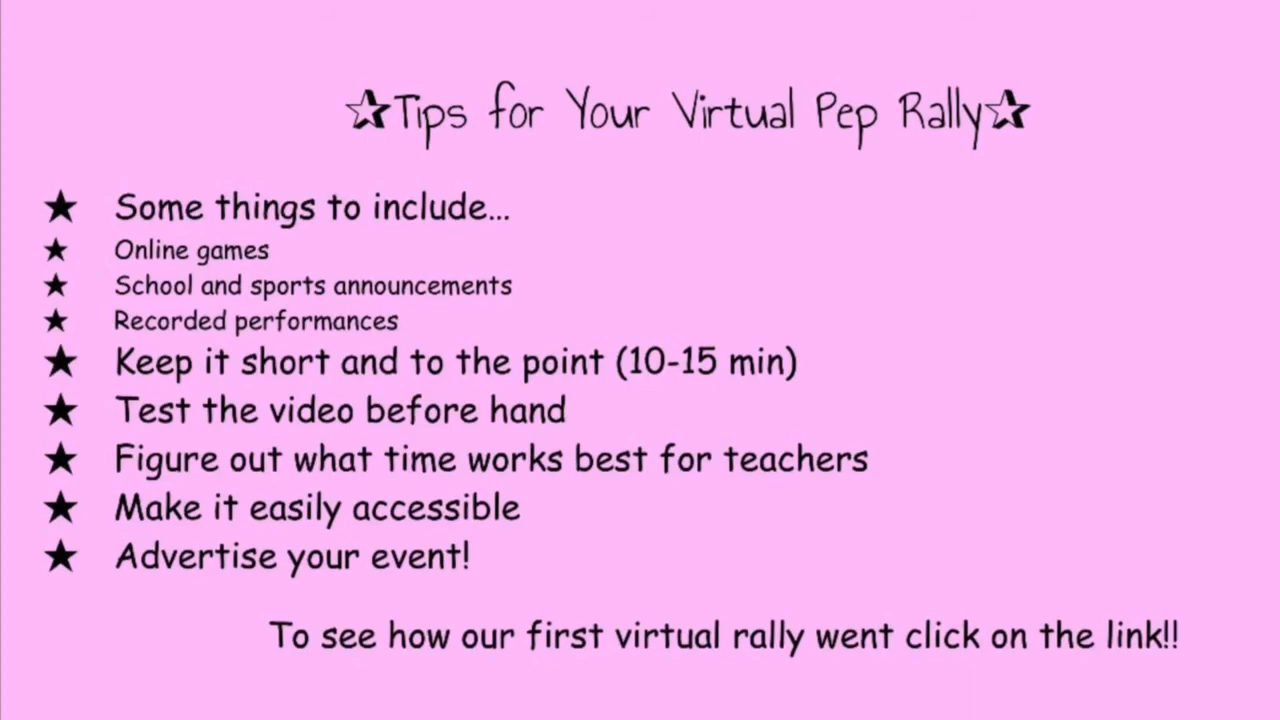 ☆Tips for Your Virtual Pep Rally☆
★ Some things to include...
★ Online games
★ School and sports announcements
★ Recorded performances
★ Keep it short and to the point (10-15 min)
★ Test the video before hand
★ Figure out what time works best for teachers
★ Make it easily accessible
★ Advertise your event!
To see how our first virtual rally went click on the link!!